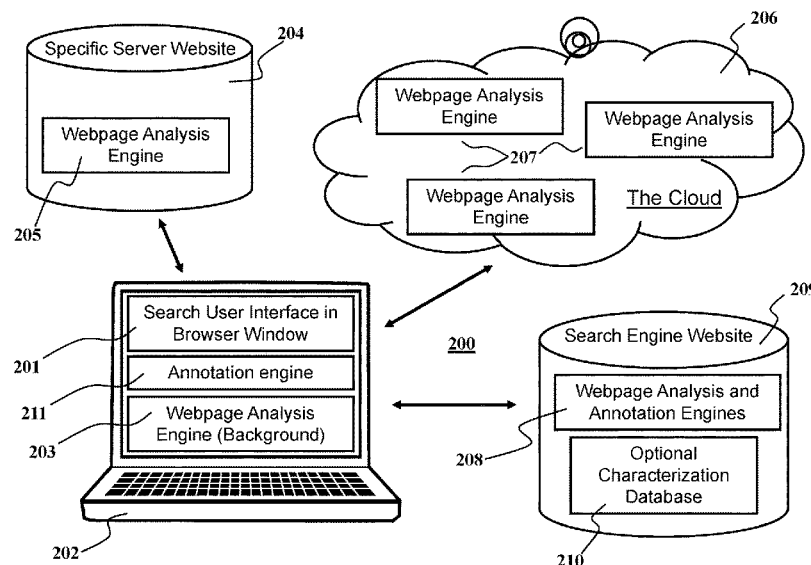 Specific Server Website
204
Webpage Analysis
Engine
205
206
Webpage Analysis
Engine
Webpage Analysis
Engine
207
Webpage Analysis
Engine
The Cloud
Search User Interface in
Browser Window
201
Annotation engine
211
Webpage Analysis
Engine (Background)
203
202
200
209
Search Engine Website
Webpage Analysis and
Annotation Engines
208
Optional
Characterization
Database
210